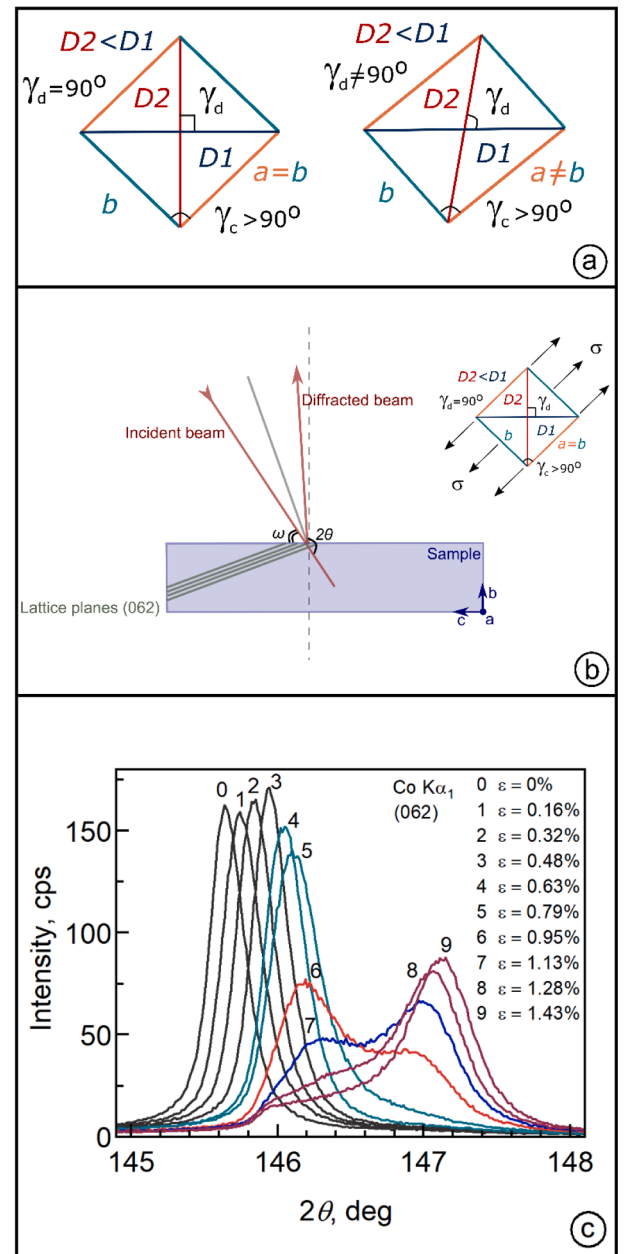 D2<D1
γd=90°
D2
γd
D1
b
a=b
γc>90°
D2<D1
γd≠90°
D2
γd
D1
b
a≠b
γc>90°
a
Incident beam
Diffracted beam
ω
2θ
Sample
Lattice planes (062)
b
c
a
σ
D2<D1
γd=90°
D2
γd
D1
b
a=b
γc>90°
σ
b
Intensity, cps
150
100
50
0
0
1
2
3
4
5
6
7
8
9
Co Kα1
(062)
0 ε = 0%
1 ε = 0.16%
2 ε = 0.32%
3 ε = 0.48%
4 ε = 0.63%
5 ε = 0.79%
6 ε = 0.95%
7 ε = 1.13%
8 ε = 1.28%
9 ε = 1.43%
145
146
147
148
2θ, deg
c